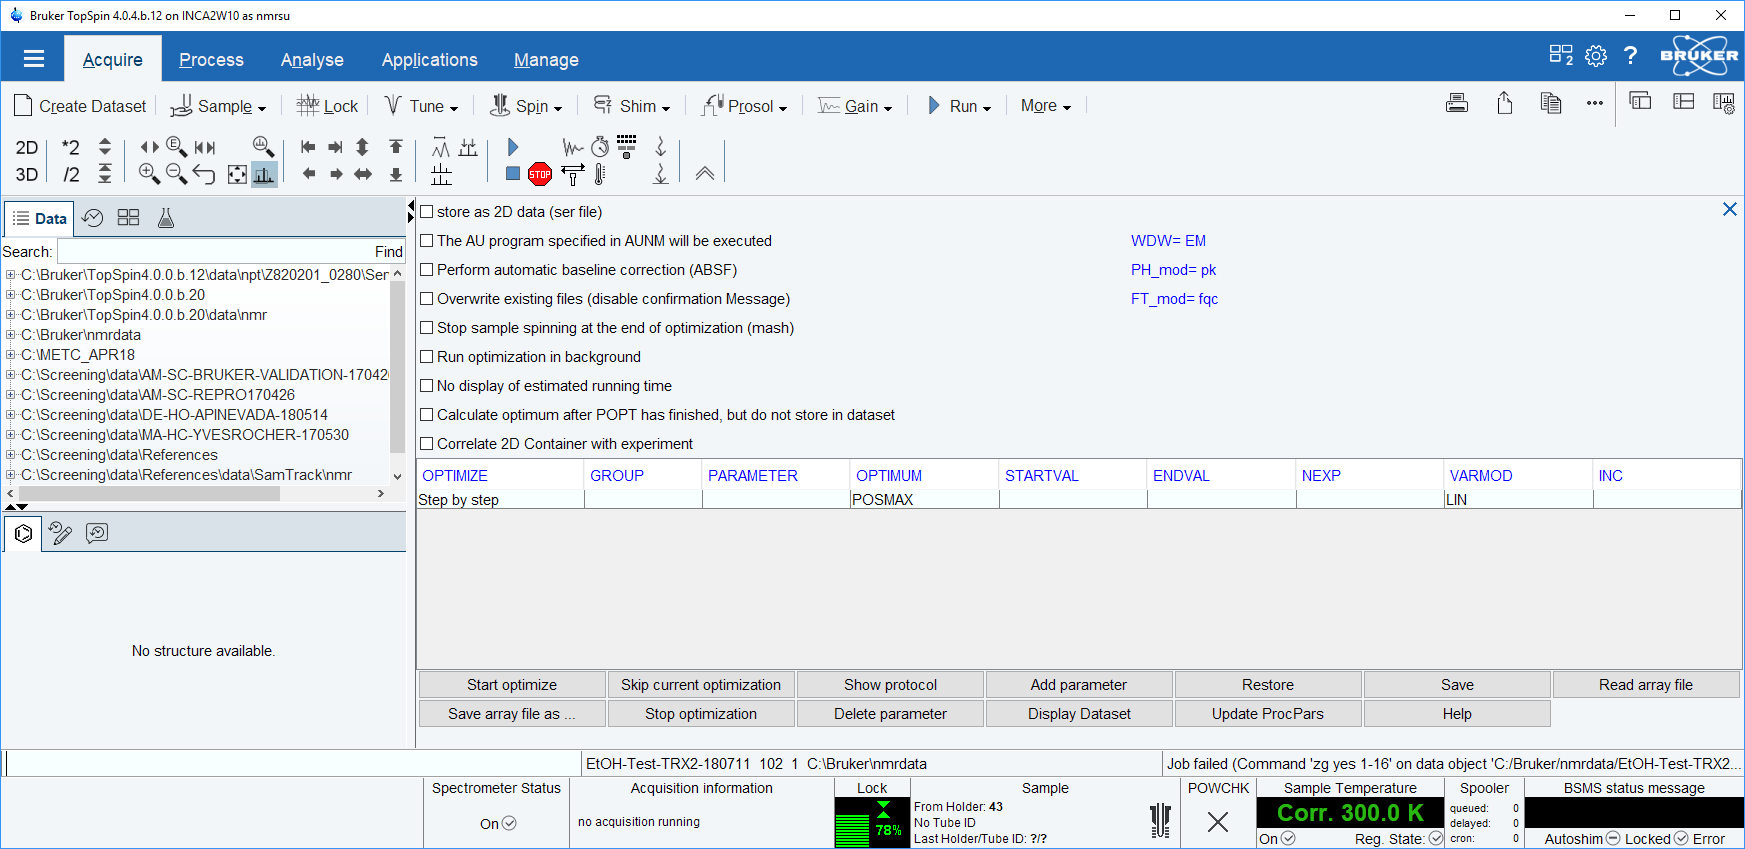 Bruker TopSpin 4.0.4.b.12 on INCA2W10 as nmrsu
Acquire Process Analyse Applications Manage
2 ? BRUKER
Create Dataset Sample Lock Tune Spin Shim Prosol Gain Run More
2D *2 E
3D /2 STOP
Data
Search: Find
C:\Bruker\TopSpin4.0.0.b.12\data\npt\Z820201_0280\Ser
C:\Bruker\TopSpin4.0.0.b.20
C:\Bruker\TopSpin4.0.0.b.20\data\nmr
C:\Bruker\nmrdata
C:\METC_APR18
C:\Screening\data\AM-SC-BRUKER-VALIDATION-170426
C:\Screening\data\AM-SC-REPRO170426
C:\Screening\data\DE-HO-APINEVADA-180514
C:\Screening\data\MA-HC-YVESROCHER-170530
C:\Screening\data\References
C:\Screening\data\References\data\SamTrack\nmr
No structure available.
store as 2D data (ser file)
The AU program specified in AUNM will be executed WDW= EM
Perform automatic baseline correction (ABSF) PH_mod= pk
Overwrite existing files (disable confirmation Message) FT_mod= fqc
Stop sample spinning at the end of optimization (mash)
Run optimization in background
No display of estimated running time
Calculate optimum after POPT has finished, but do not store in dataset
Correlate 2D Container with experiment
OPTIMIZE GROUP PARAMETER OPTIMUM STARTVAL ENDVAL NEXP VARMOD INC
Step by step POSMAX LIN
Start optimize Skip current optimization Show protocol Add parameter Restore Save Read array file
Save array file as ... Stop optimization Delete parameter Display Dataset Update ProcPars Help
EtOH-Test-TRX2-180711 102 1 C:\Bruker\nmrdata Job failed (Command 'zg yes 1-16' on data object 'C:/Bruker/nmrdata/EtOH-Test-TRX2...
Spectrometer Status Acquisition information Lock Sample POWCHK Sample Temperature Spooler BSMS status message
On
no acquisition running
78%
From Holder: 43
No Tube ID
Last Holder/Tube ID: ?/?
Corr. 300.0 K
On Reg. State:
queued: 0
delayed: 0
cron: 0
Autoshim Locked Error